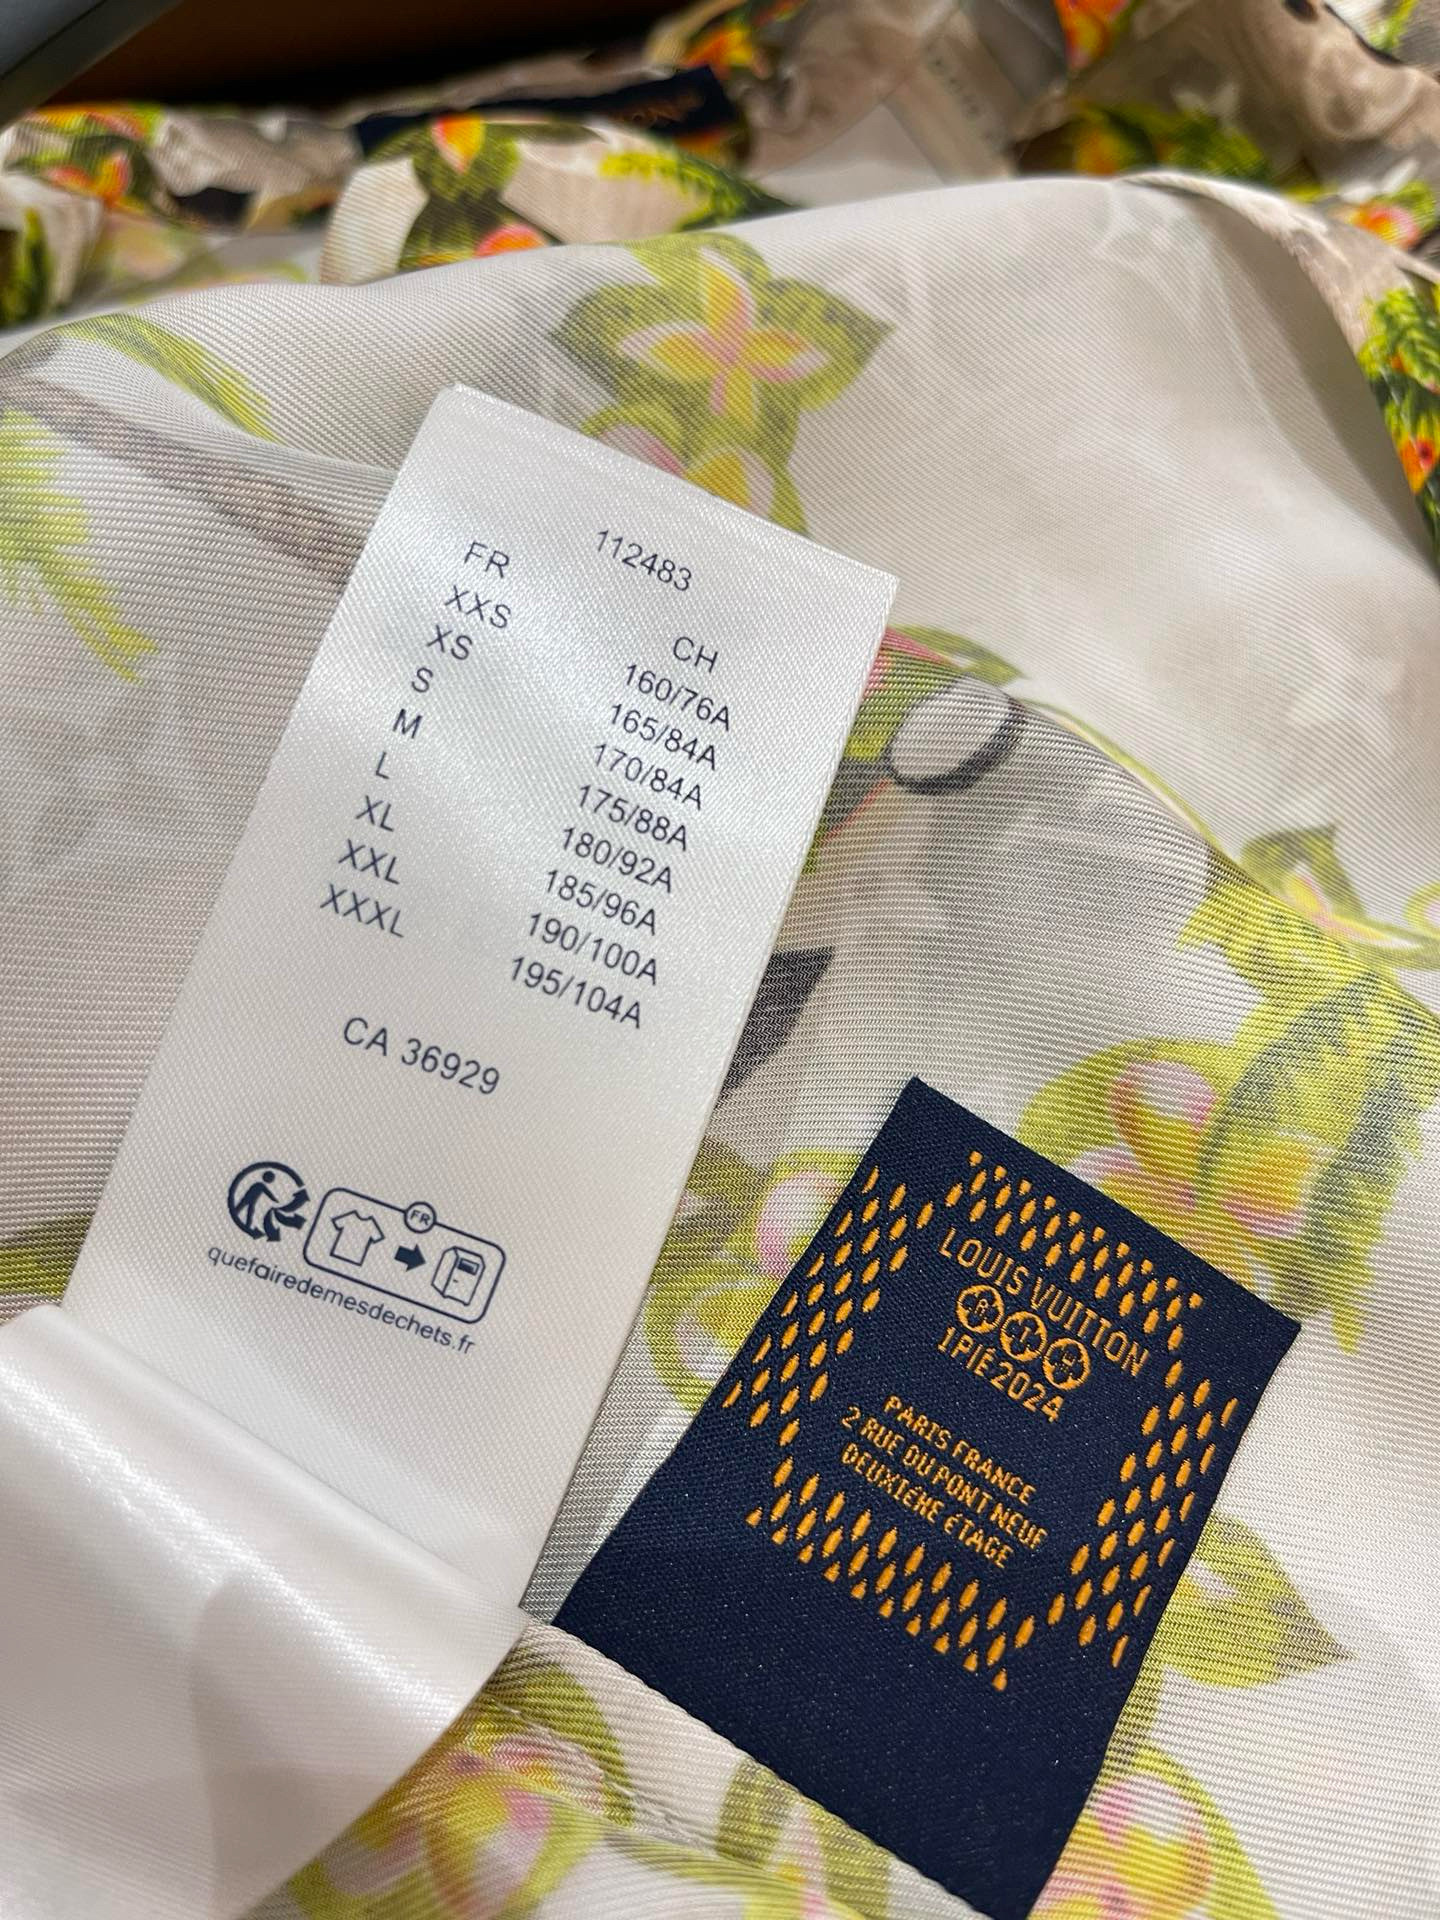 112483
FR CH
XXS 160/76A
XS 165/84A
S 170/84A
M 175/88A
L 180/92A
XL 185/96A
XXL 190/100A
XXXL 195/104A
CA 36929
FR
quefairedemesdechets.fr
LOUIS VUITTON
1PIÉ2024
PARIS FRANCE
2 RUE DU PONT NEUF
DEUXIÈME ÉTAGE